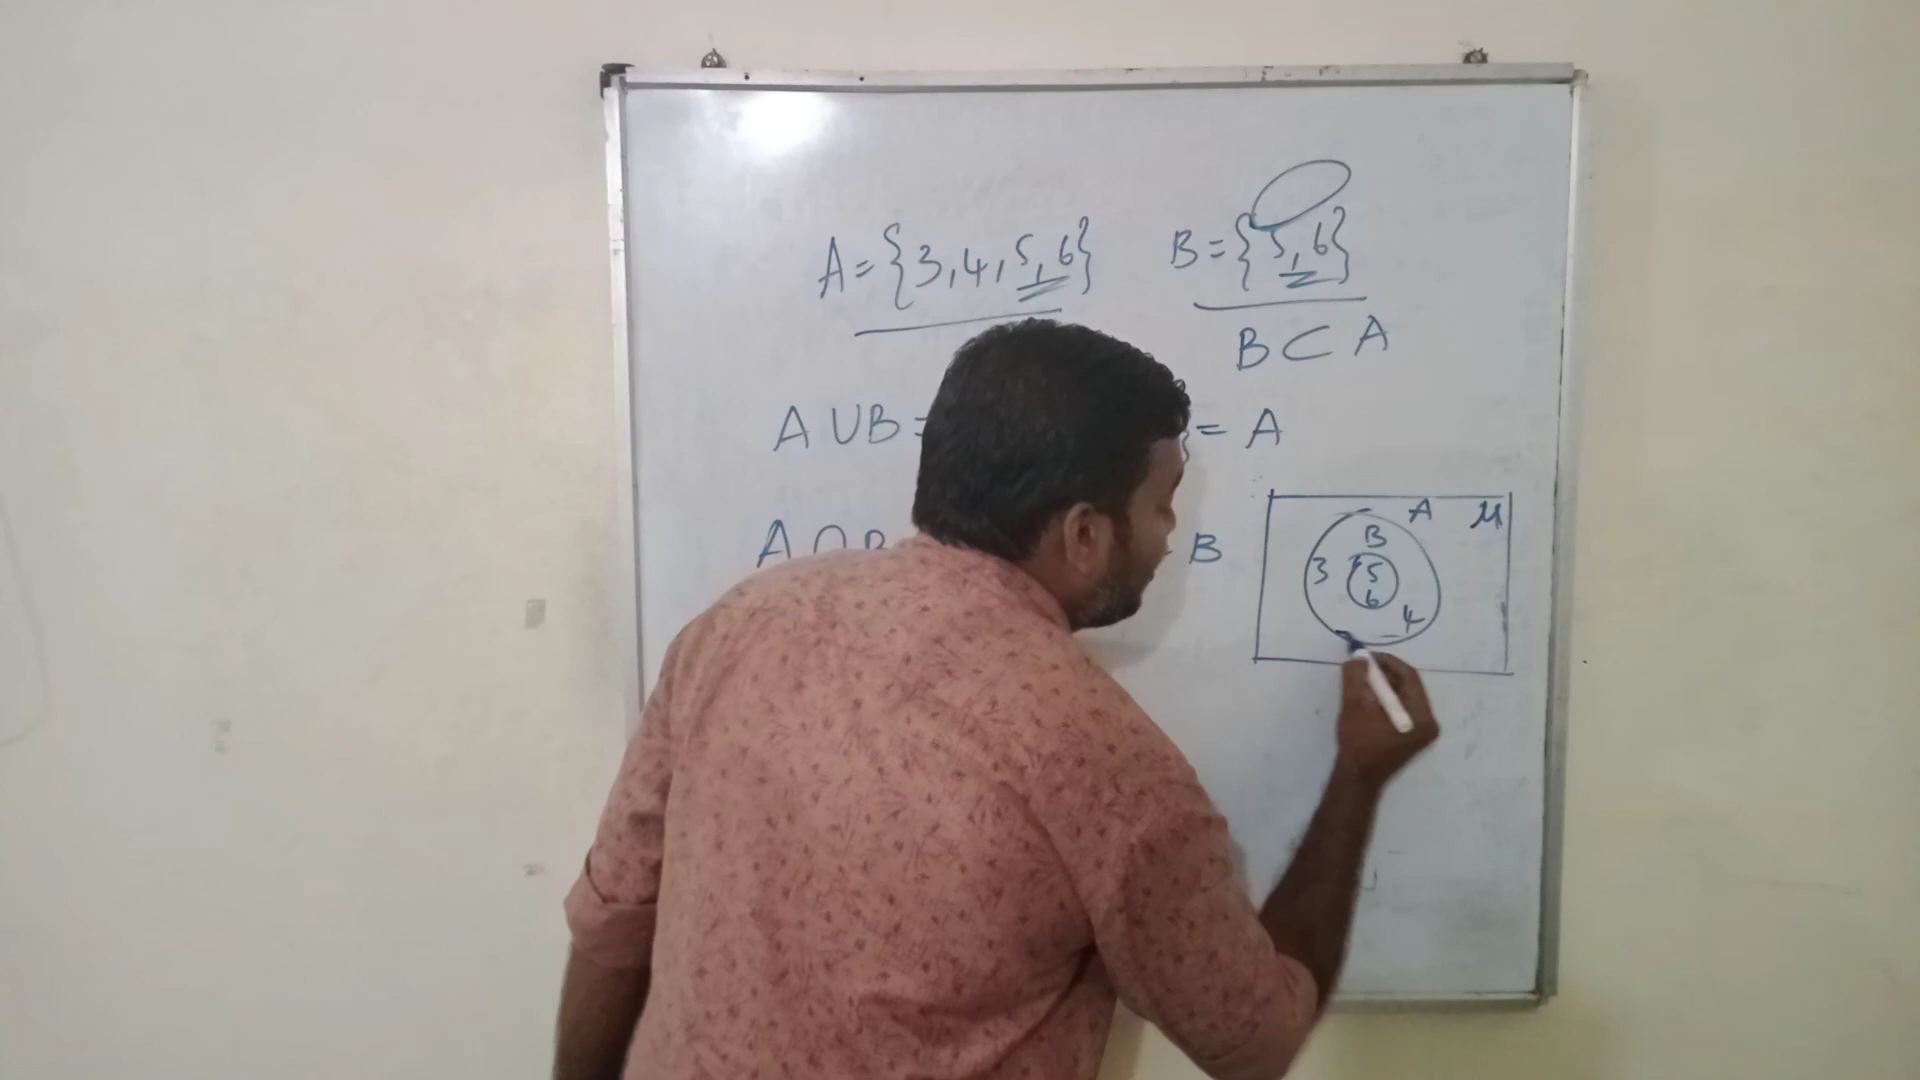 A = {3,4,5,6} B = {5,6}
B ⊂ A
A ∪ B = } = A
A ∩ B B
A μ
B
3 5
6 4